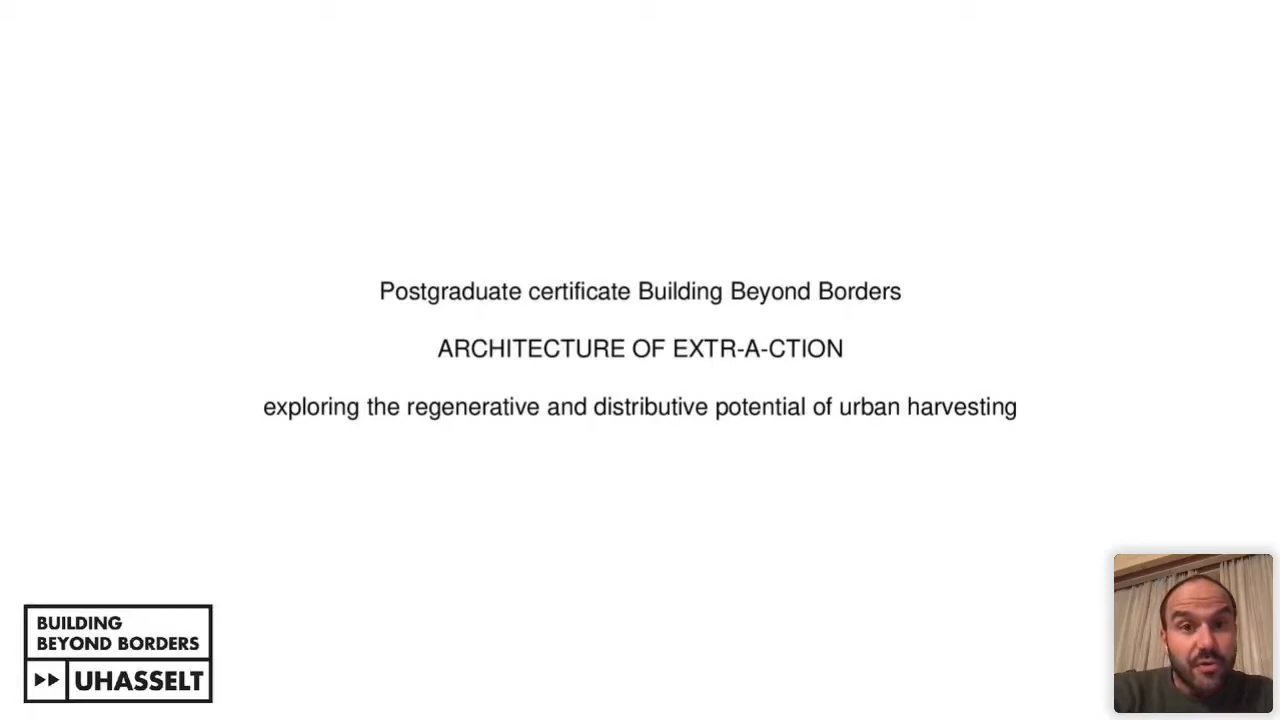 Postgraduate certificate Building Beyond Borders
ARCHITECTURE OF EXTR-A-CTION
exploring the regenerative and distributive potential of urban harvesting
BUILDING
BEYOND BORDERS
UHASSELT